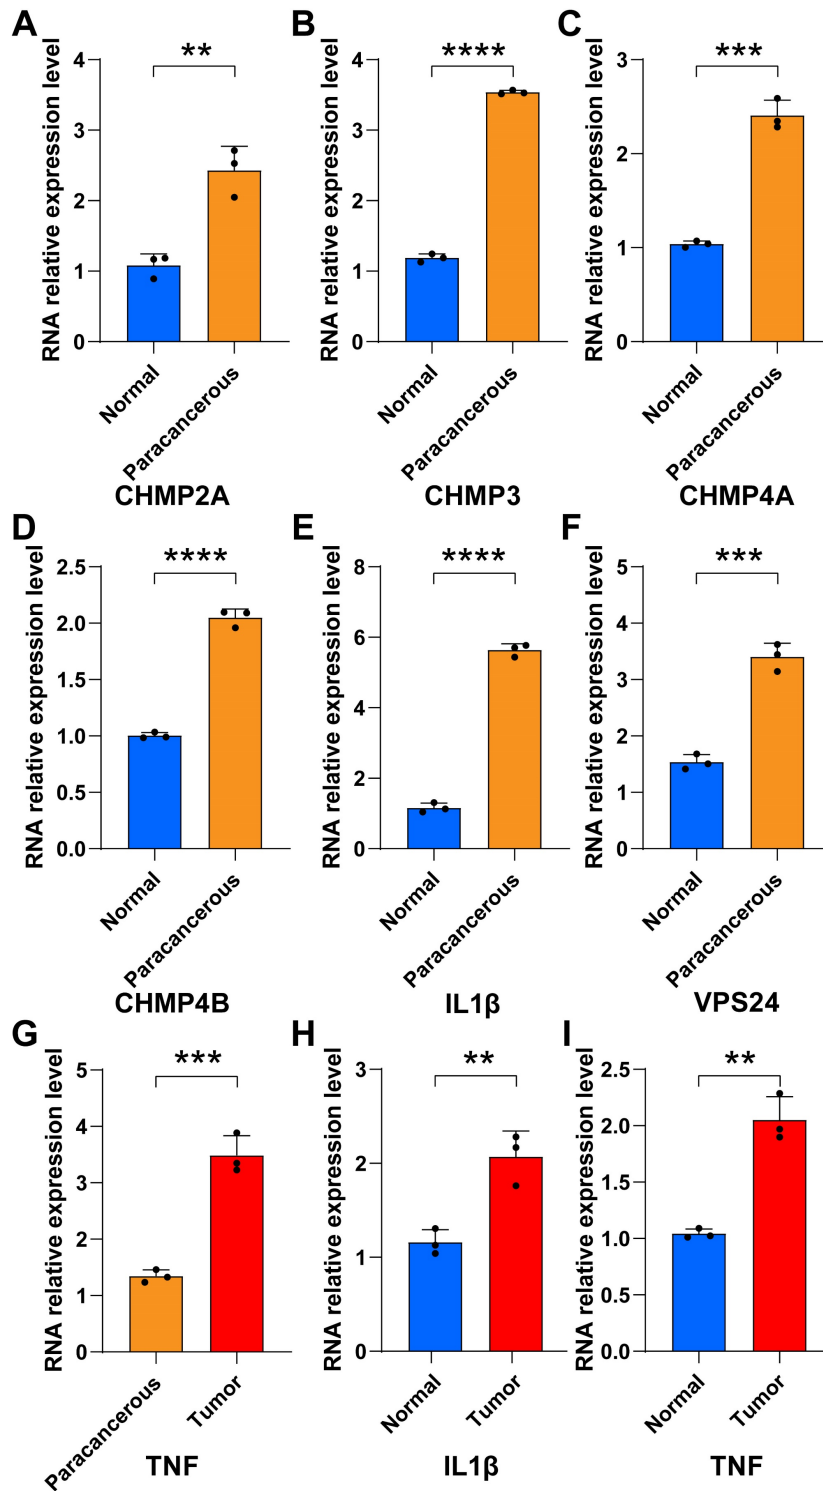 A
B
C
**
****
***
RNA relative expression level
4
3
2
1
0
RNA relative expression level
4
3
2
1
0
RNA relative expression level
3
2
1
0
Normal
Paracancerous
Normal
Paracancerous
Normal
Paracancerous
CHMP2A
CHMP3
CHMP4A
D
E
F
****
****
***
RNA relative expression level
2.5
2.0
1.5
1.0
0.5
0.0
RNA relative expression level
8
6
4
2
0
RNA relative expression level
5
4
3
2
1
0
Normal
Paracancerous
Normal
Paracancerous
Normal
Paracancerous
CHMP4B
IL1β
VPS24
G
H
I
***
**
**
RNA relative expression level
5
4
3
2
1
0
RNA relative expression level
3
2
1
0
RNA relative expression level
2.5
2.0
1.5
1.0
0.5
0.0
Paracancerous
Tumor
Normal
Tumor
Normal
Tumor
TNF
IL1β
TNF